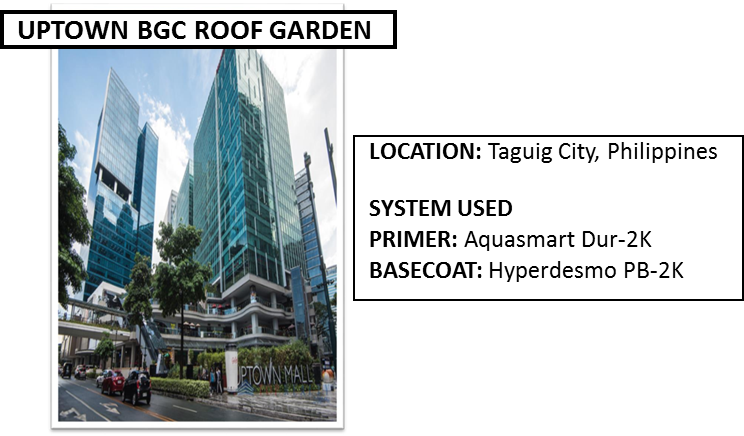 UPTOWN BGC ROOF GARDEN
LOCATION: Taguig City, Philippines
SYSTEM USED
PRIMER: Aquasmart Dur-2K
BASECOAT: Hyperdesmo PB-2K
UPTOWN MALL